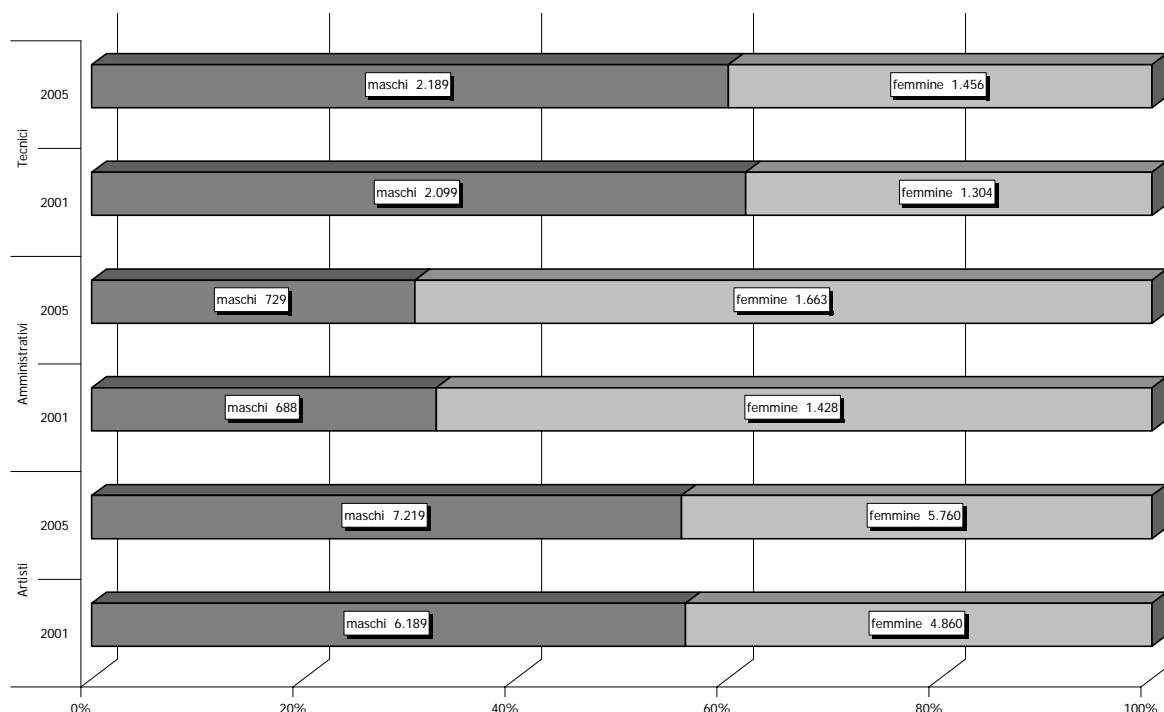 Tecnici
2005
maschi 2.189
femmine 1.456
2001
maschi 2.099
femmine 1.304
Amministrativi
2005
maschi 729
femmine 1.663
2001
maschi 688
femmine 1.428
Artisti
2005
maschi 7.219
femmine 5.760
2001
maschi 6.189
femmine 4.860
0% 20% 40% 60% 80% 100%